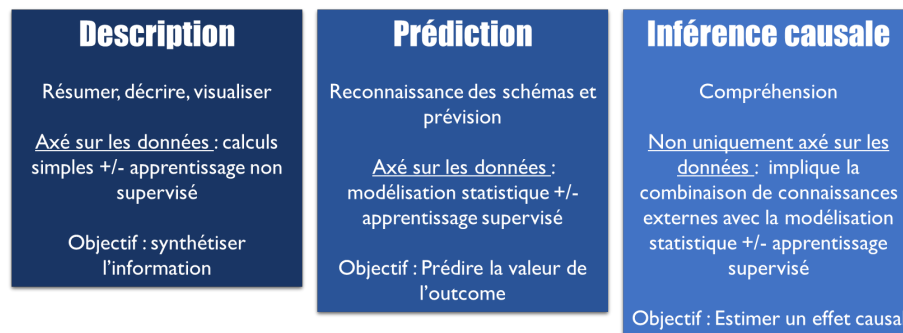 Description
Résumer, décrire, visualiser
Axé sur les données : calculs
simples +/- apprentissage non
supervisé
Objectif : synthétiser
l'information
Prédiction
Reconnaissance des schémas et
prévision
Axé sur les données :
modélisation statistique +/-
apprentissage supervisé
Objectif : Prédire la valeur de
l'outcome
Inférence causale
Compréhension
Non uniquement axé sur les
données : implique la
combinaison de connaissances
externes avec la modélisation
statistique +/- apprentissage
supervisé
Objectif : Estimer un effet causa